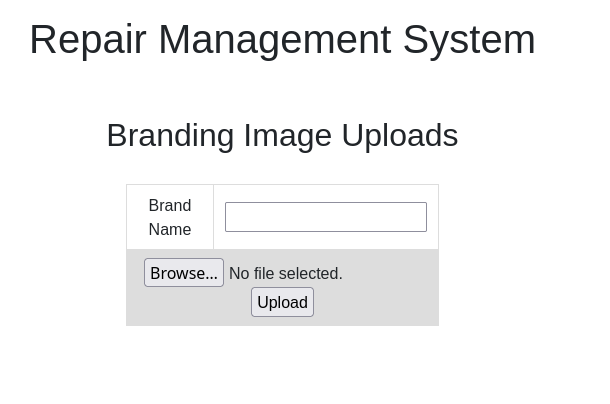 Repair Management System
Branding Image Uploads
Brand
Name
Browse... No file selected.
Upload